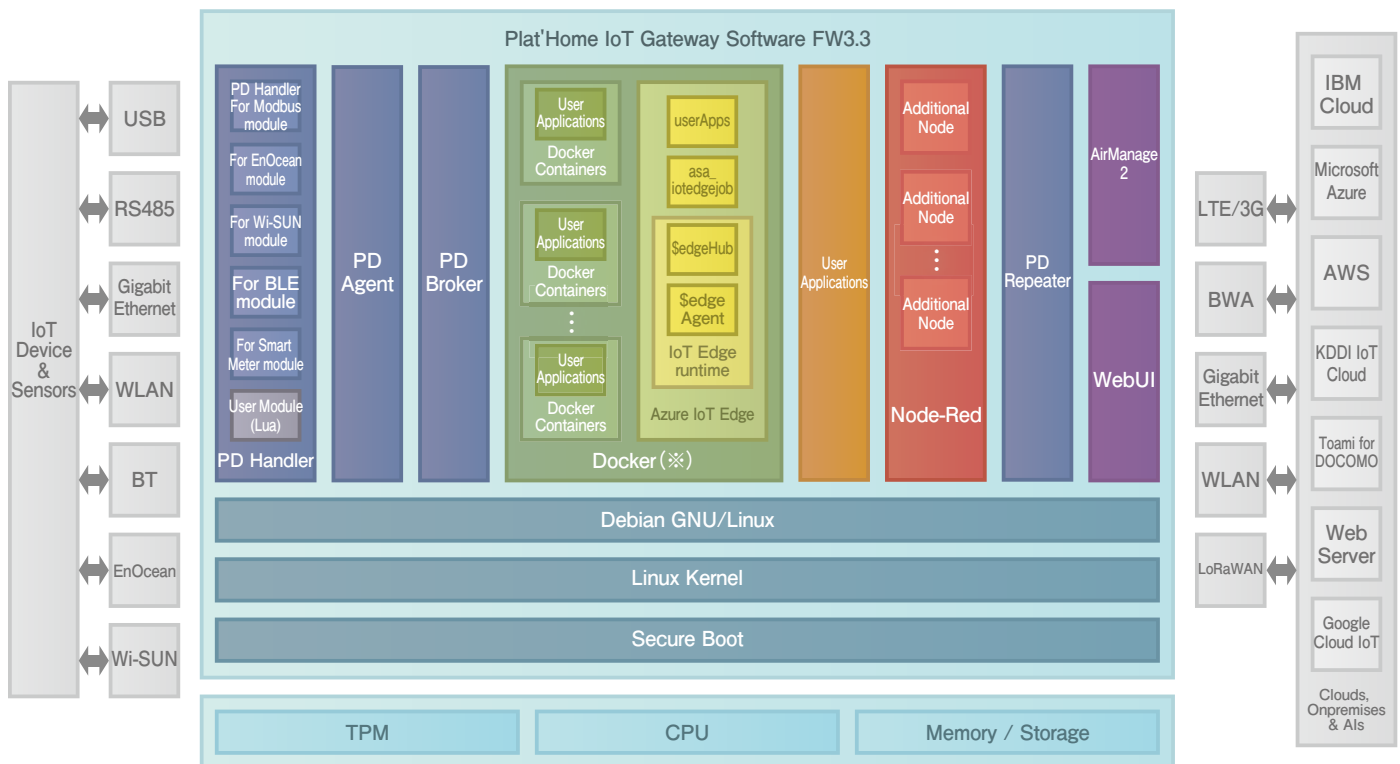 Plat'Home IoT Gateway Software FW3.3
IoT
Device
&
Sensors
USB
RS485
Gigabit
Ethernet
WLAN
BT
EnOcean
Wi-SUN
PD Handler
For Modbus
module
For EnOcean
module
For Wi-SUN
module
For BLE
module
For Smart
Meter module
User Module
(Lua)
PD Handler
PD
Agent
PD
Broker
User
Applications
Docker
Containers
User
Applications
Docker
Containers
⋮
User
Applications
Docker
Containers
userApps
asa_
iotedgejob
$edgeHub
$edge
Agent
IoT Edge
runtime
Azure IoT Edge
Docker(※)
User
Applications
Additional
Node
Additional
Node
⋮
Additional
Node
Node-Red
PD
Repeater
AirManage
2
WebUI
Debian GNU/Linux
Linux Kernel
Secure Boot
TPM
CPU
Memory / Storage
LTE/3G
BWA
Gigabit
Ethernet
WLAN
LoRaWAN
IBM
Cloud
Microsoft
Azure
AWS
KDDI IoT
Cloud
Toami for
DOCOMO
Web
Server
Google
Cloud IoT
Clouds,
Onpremises
& AIs